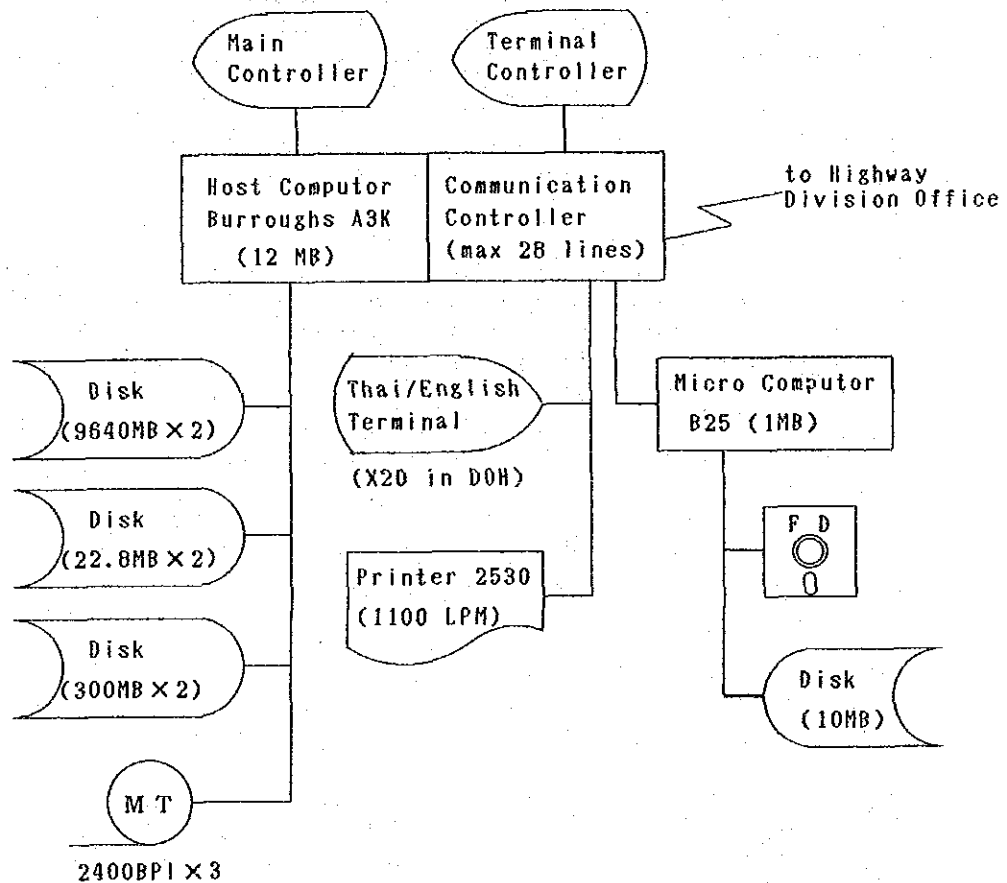 Main
Controller
Terminal
Controller
Host Computor
Burroughs A3K
(12 MB)
Communication
Controller
(max 28 lines)
to Highway
Division Office
Disk
(9640MB×2)
Thai/English
Terminal
(X20 in DOH)
Micro Computor
B25 (1MB)
Disk
(22.8MB×2)
F D
Printer 2530
(1100 LPM)
Disk
(300MB×2)
Disk
(10MB)
M T
2400BPI×3